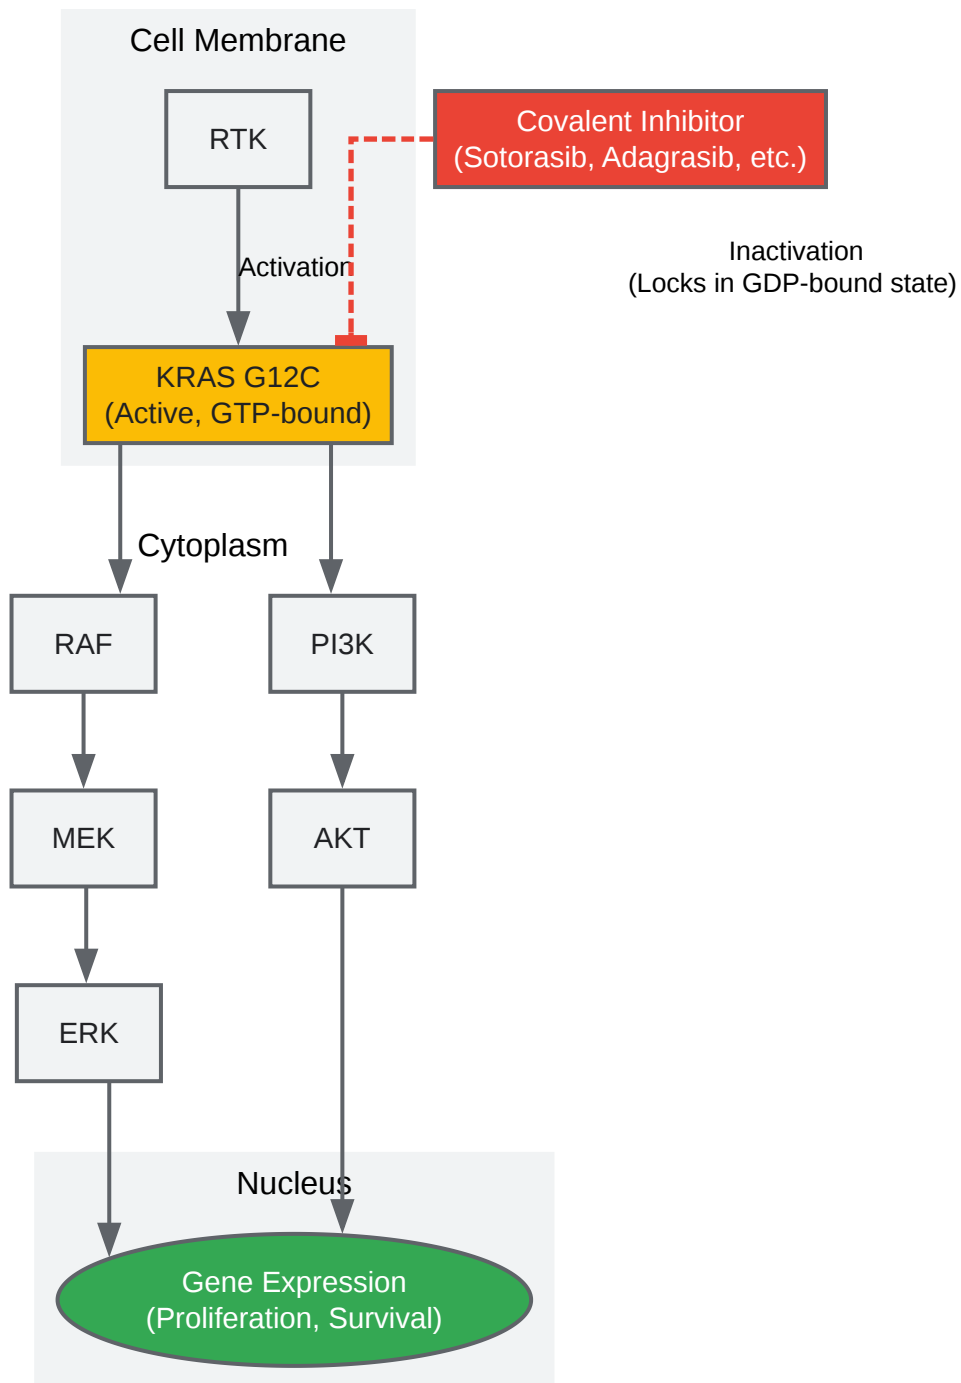 Cell Membrane
RTK
Covalent Inhibitor
(Sotorasib, Adagrasib, etc.)
Activation
Inactivation
(Locks in GDP-bound state)
KRAS G12C
(Active, GTP-bound)
Cytoplasm
RAF
PI3K
MEK
AKT
ERK
Nucleus
Gene Expression
(Proliferation, Survival)